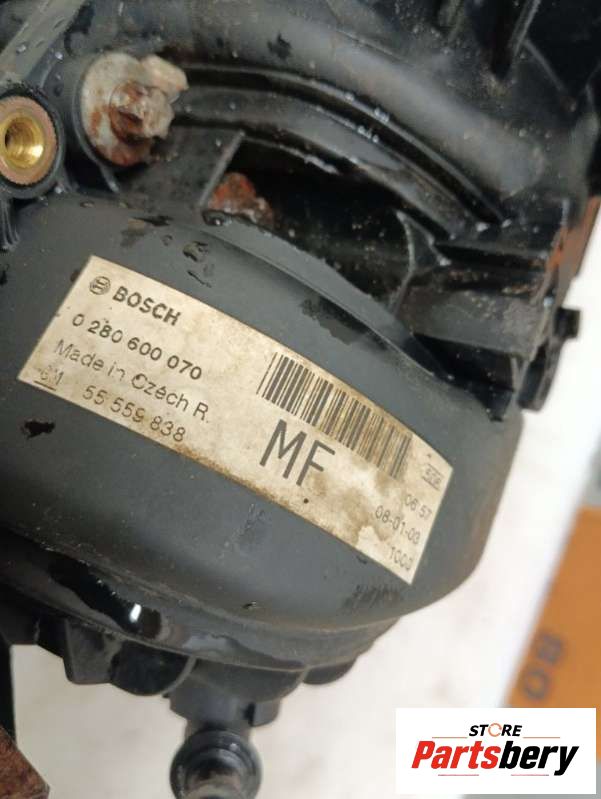 BOSCH
0 280 600 070
Made in Czech R.
GM 55 559 838
MF
06 57
08-01-03
1003
BO
STORE
Partsbery